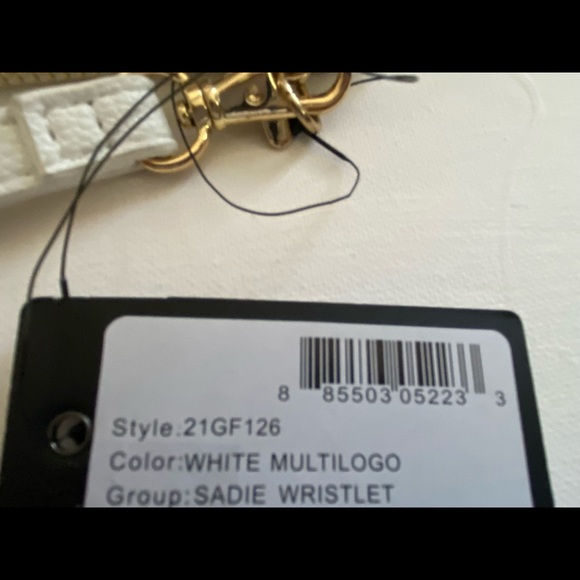 8 85503 05223 3
Style:21GF126
Color:WHITE MULTILOGO
Group:SADIE WRISTLET